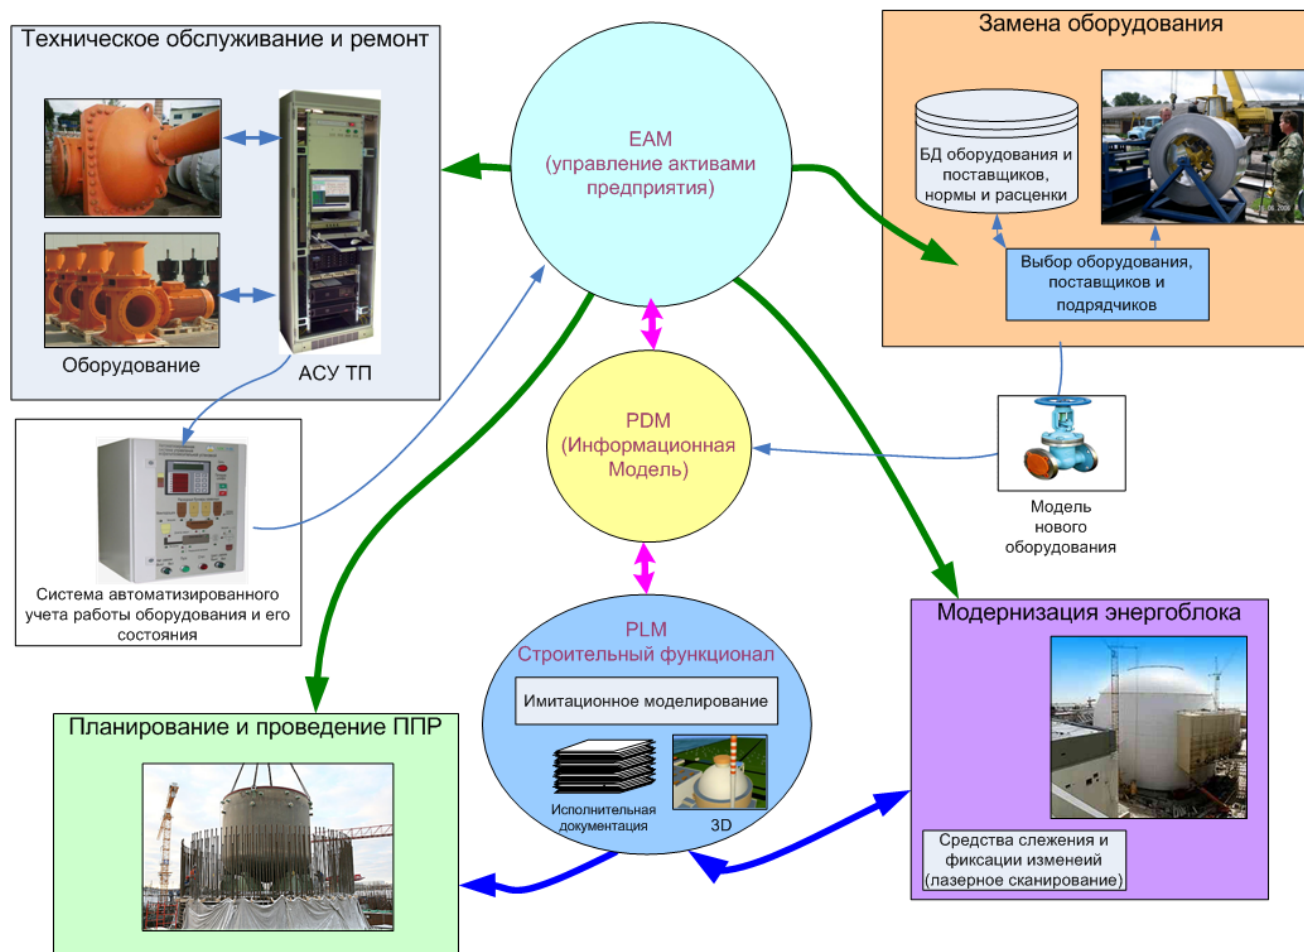 Техническое обслуживание и ремонт
Оборудование
АСУ ТП
Система автоматизированного
учета работы оборудования и его
состояния
EAM
(управление активами
предприятия)
Замена оборудования
БД оборудования и
поставщиков,
нормы и расценки
Выбор оборудования,
поставщиков и
подрядчиков
PDM
(Информационная
Модель)
Модель
нового
оборудования
PLM
Строительный функционал
Имитационное моделирование
Исполнительная
документация
3D
Планирование и проведение ППР
Модернизация энергоблока
Средства слежения и
фиксации изменеий
(лазерное сканирование)